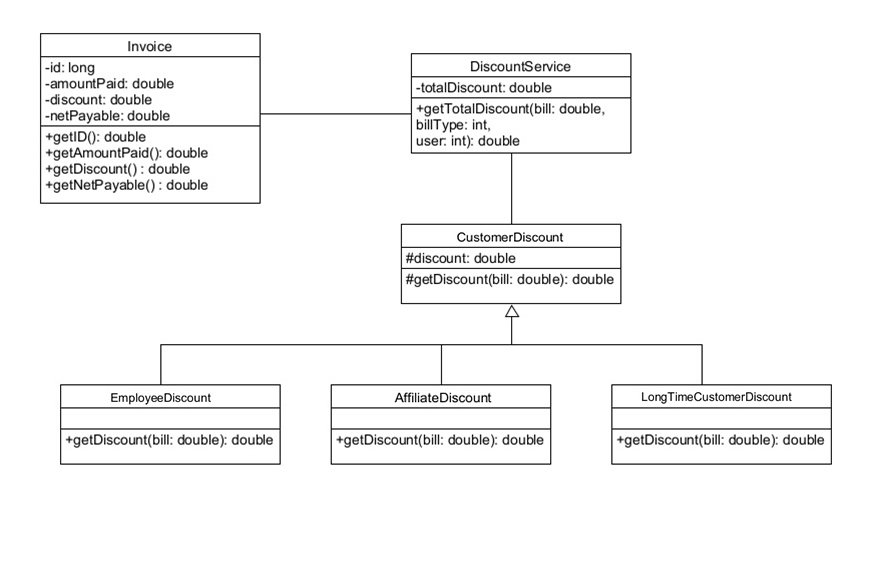 Invoice
-id: long
-amountPaid: double
-discount: double
-netPayable: double
+getID(): double
+getAmountPaid(): double
+getDiscount() : double
+getNetPayable() : double
DiscountService
-totalDiscount: double
+getTotalDiscount(bill: double,
billType: int,
user: int): double
CustomerDiscount
#discount: double
#getDiscount(bill: double): double
EmployeeDiscount
+getDiscount(bill: double): double
AffiliateDiscount
+getDiscount(bill: double): double
LongTimeCustomerDiscount
+getDiscount(bill: double): double